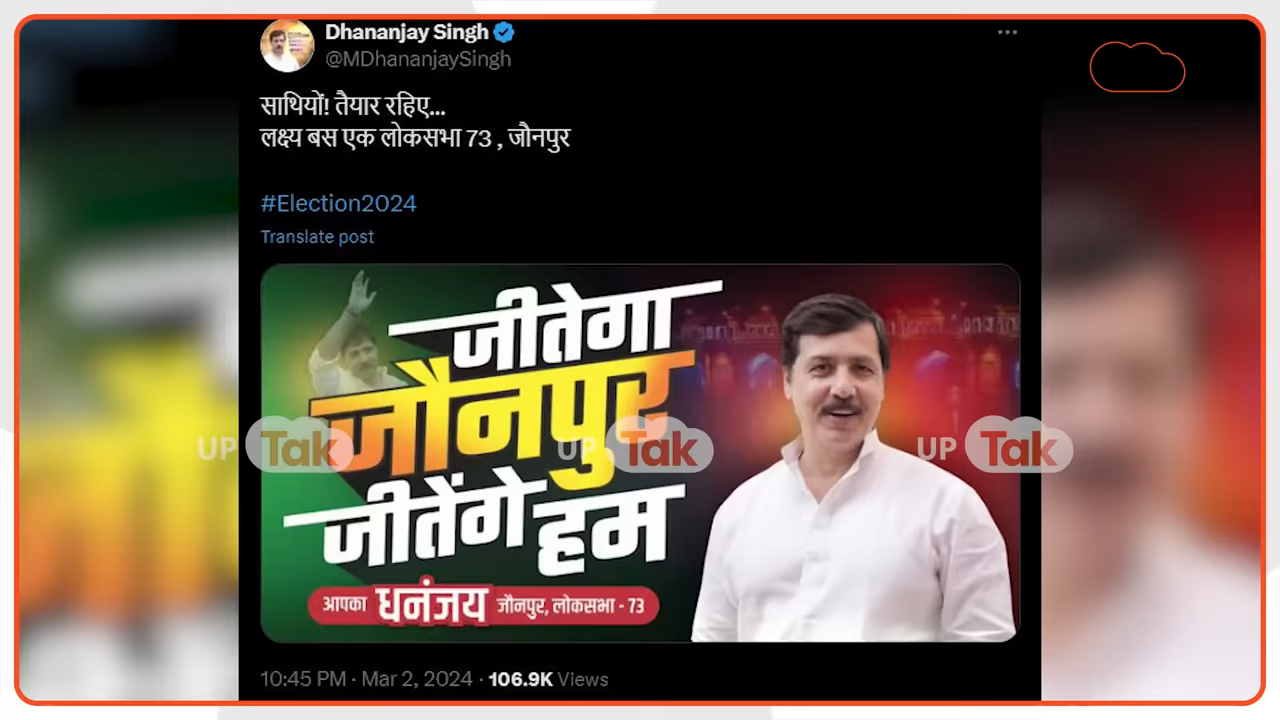 Dhananjay Singh
@MDhananjaySingh
साथियों! तैयार रहिए...
लक्ष्य बस एक लोकसभा 73 , जौनपुर
#Election2024
Translate post
जीतेगा
जौनपुर
जीतेंगे हम
आपका धनंजय जौनपुर, लोकसभा - 73
UP Tak UP Tak UP Tak
10:45 PM · Mar 2, 2024 · 106.9K Views